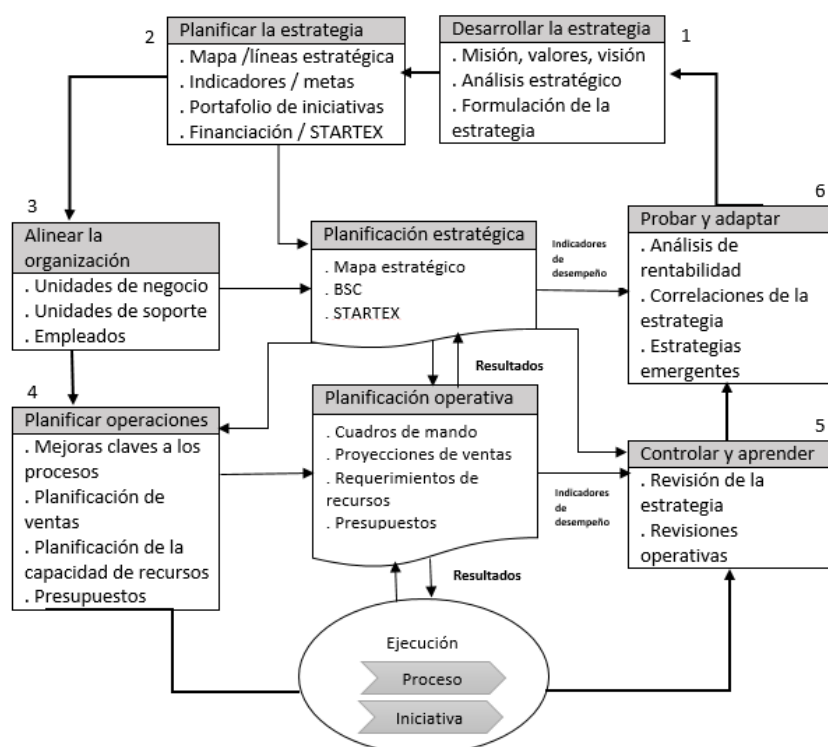 2
Planificar la estrategia
. Mapa /líneas estratégica
. Indicadores / metas
. Portafolio de iniciativas
. Financiación / STARTEX
Desarrollar la estrategia
. Misión, valores, visión
. Análisis estratégico
. Formulación de la
estrategia
1
3
Alinear la
organización
. Unidades de negocio
. Unidades de soporte
. Empleados
Planificación estratégica
. Mapa estratégico
. BSC
. STARTEX
Indicadores
de
desempeño
6
Probar y adaptar
. Análisis de
rentabilidad
. Correlaciones de la
estrategia
. Estrategias
emergentes
Resultados
4
Planificar operaciones
. Mejoras claves a los
procesos
. Planificación de
ventas
. Planificación de la
capacidad de recursos
. Presupuestos
Planificación operativa
. Cuadros de mando
. Proyecciones de ventas
. Requerimientos de
recursos
. Presupuestos
Indicadores
de
desempeño
5
Controlar y aprender
. Revisión de la
estrategia
. Revisiones
operativas
Resultados
Ejecución
Proceso
Iniciativa